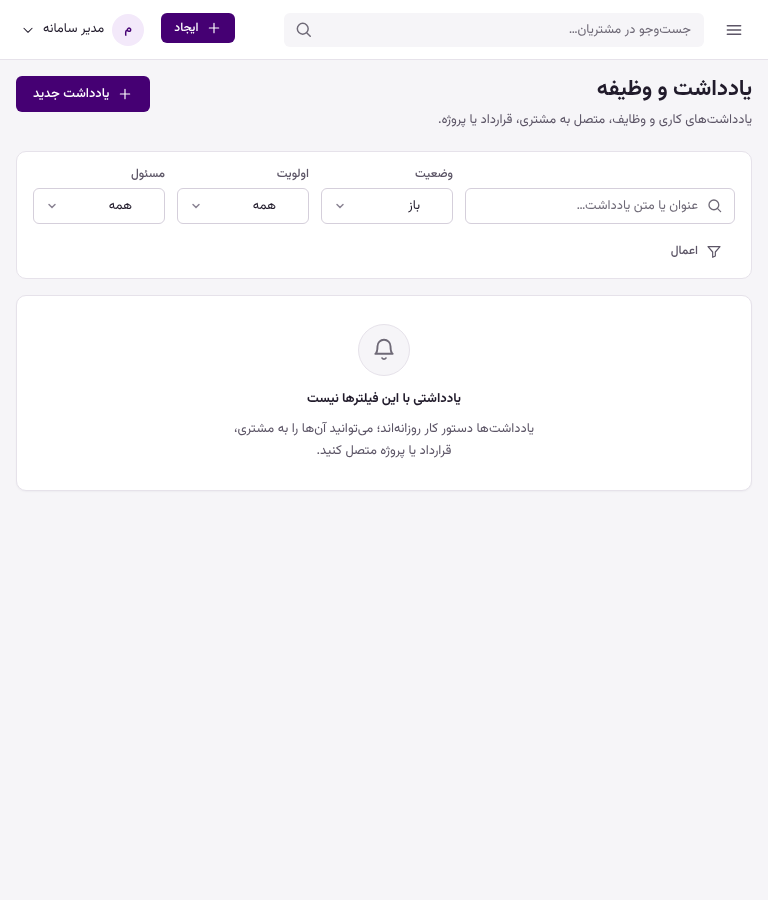 جست‌وجو در مشتریان...
ایجاد
م
مدیر سامانه
یادداشت و وظیفه
یادداشت‌های کاری و وظایف، متصل به مشتری، قرارداد یا پروژه.
یادداشت جدید
وضعیت
اولویت
مسئول
عنوان یا متن یادداشت...
باز
همه
همه
اعمال
یادداشتی با این فیلترها نیست
یادداشت‌ها دستور کار روزانه‌اند؛ می‌توانید آن‌ها را به مشتری،
قرارداد یا پروژه متصل کنید.